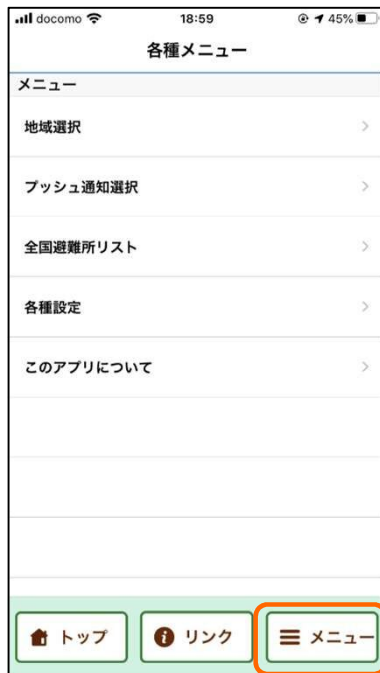 docomo 18:59 45%
各種メニュー
メニュー
地域選択
プッシュ通知選択
全国避難所リスト
各種設定
このアプリについて
トップ リンク メニュー